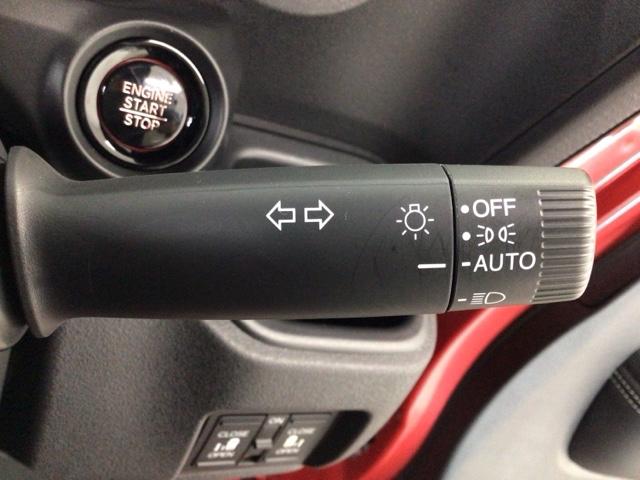 ENGINE
START
STOP
OFF
AUTO
CLOSE
ON
CLOSE
OPEN
OPEN